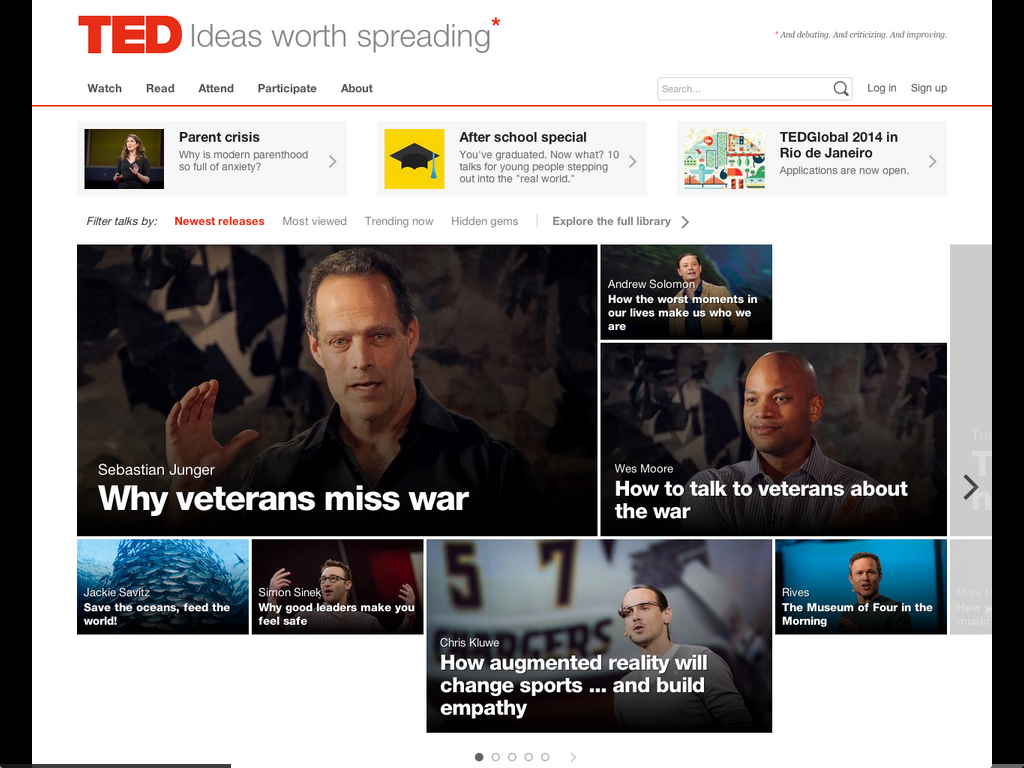 TED Ideas worth spreading*
* And debating. And criticizing. And improving.
Watch Read Attend Participate About
Search... Log in Sign up
Parent crisis
Why is modern parenthood
so full of anxiety?
After school special
You've graduated. Now what? 10
talks for young people stepping
out into the "real world."
TEDGlobal 2014 in
Rio de Janeiro
Applications are now open.
Filter talks by: Newest releases Most viewed Trending now Hidden gems Explore the full library
Sebastian Junger
Why veterans miss war
Andrew Solomon
How the worst moments in
our lives make us who we
are
Wes Moore
How to talk to veterans about
the war
Jackie Savitz
Save the oceans, feed the
world!
Simon Sinek
Why good leaders make you
feel safe
5 7
Chris Kluwe
How augmented reality will
change sports ... and build
empathy
Rives
The Museum of Four in the
Morning
Mark
How
music